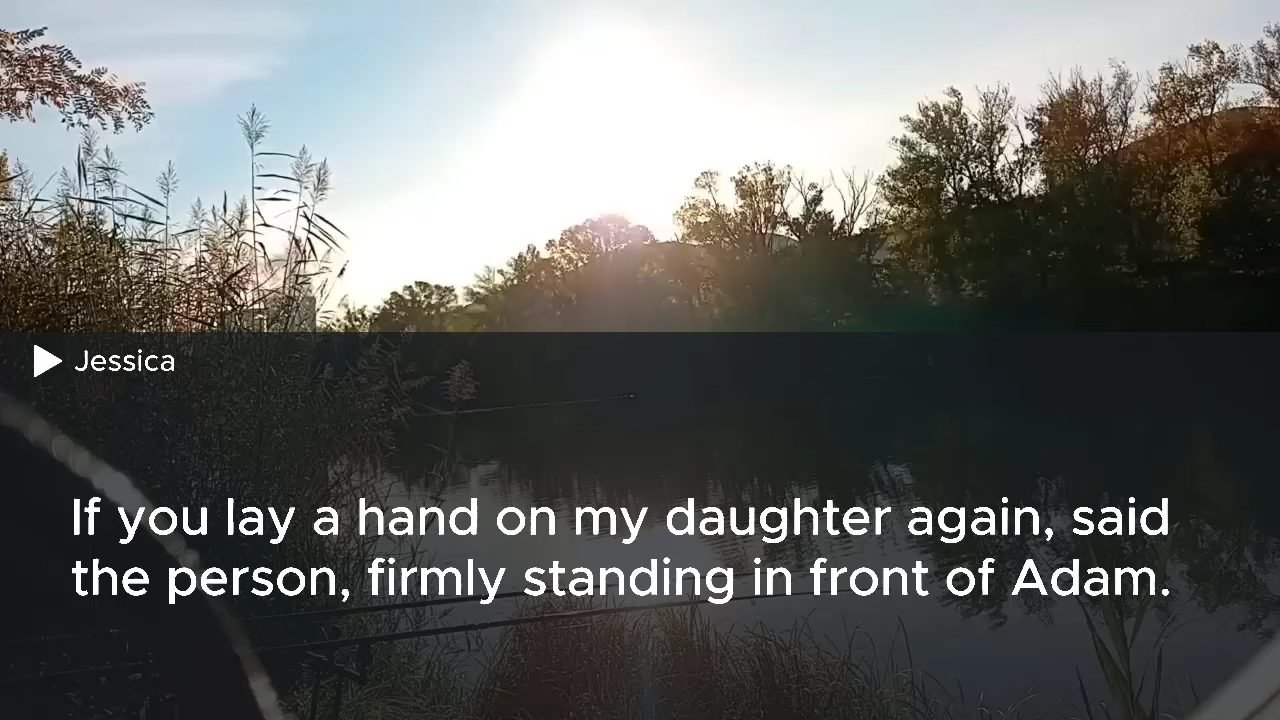 Jessica
If you lay a hand on my daughter again, said
the person, firmly standing in front of Adam.